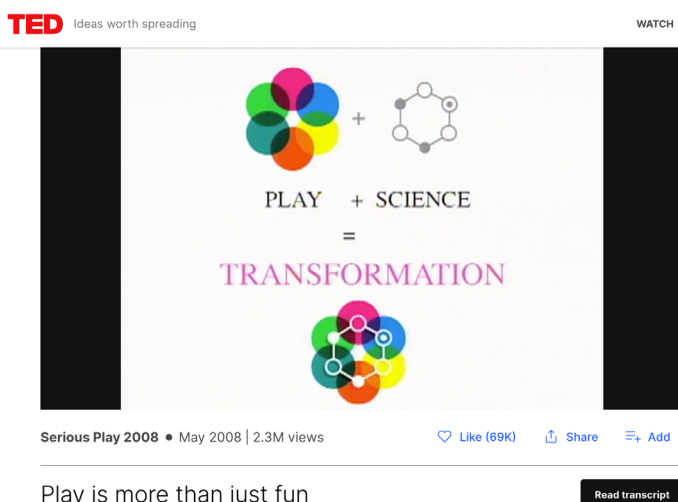 TED Ideas worth spreading WATCH
+
PLAY + SCIENCE
=
TRANSFORMATION
Serious Play 2008 • May 2008 | 2.3M views Like (69K) Share Add
Play is more than just fun Read transcript